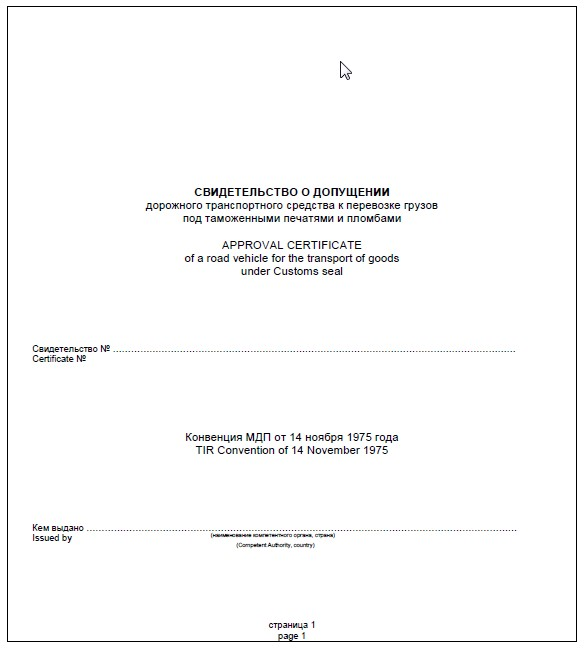 СВИДЕТЕЛЬСТВО О ДОПУЩЕНИИ
дорожного транспортного средства к перевозке грузов
под таможенными печатями и пломбами
APPROVAL CERTIFICATE
of a road vehicle for the transport of goods
under Customs seal
Свидетельство № ................................................................................
Certificate №
Конвенция МДП от 14 ноября 1975 года
TIR Convention of 14 November 1975
Кем выдано ................................................................................
(наименование компетентного органа, страна)
Issued by
(Competent Authority, country)
страница 1
page 1